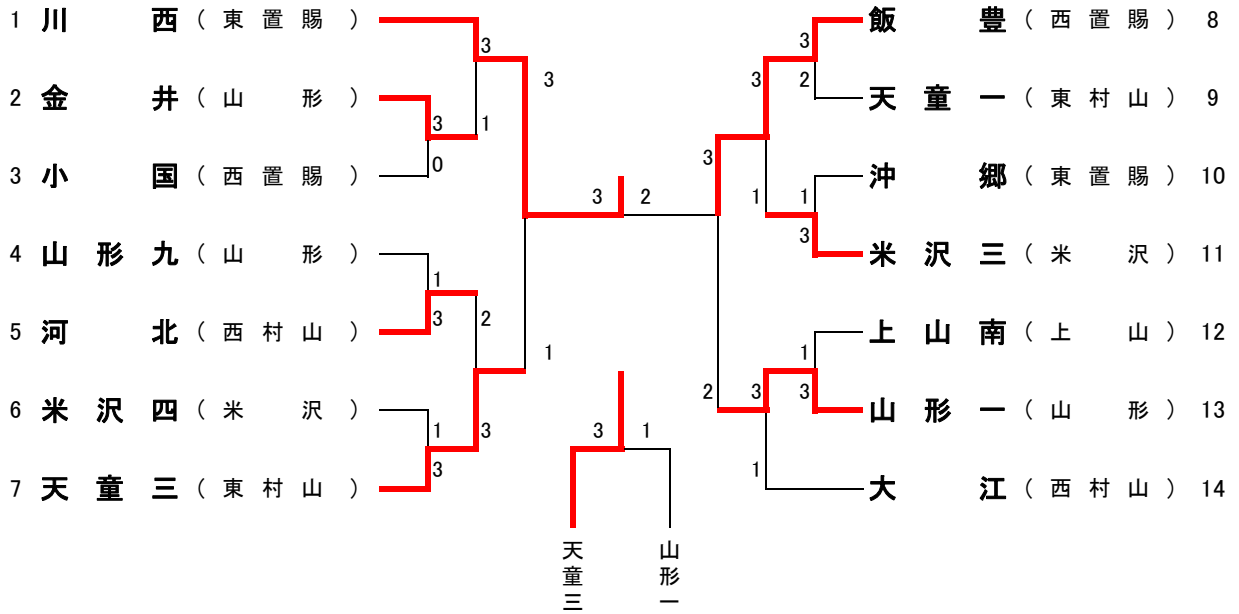 1 川西 (東置賜)
2 金井 (山形)
3 小国 (西置賜)
4 山形九 (山形)
5 河北 (西村山)
6 米沢四 (米沢)
7 天童三 (東村山)
飯豊 (西置賜) 8
天童一 (東村山) 9
沖郷 (東置賜) 10
米沢三 (米沢) 11
上山南 (上山) 12
山形一 (山形) 13
大江 (西村山) 14
3
1
3
0
3
1
3
2
1
1
3
3
3 2
3
2
3
3
1
1
3
3
2
1
3
1
3 1
天童三
山形一